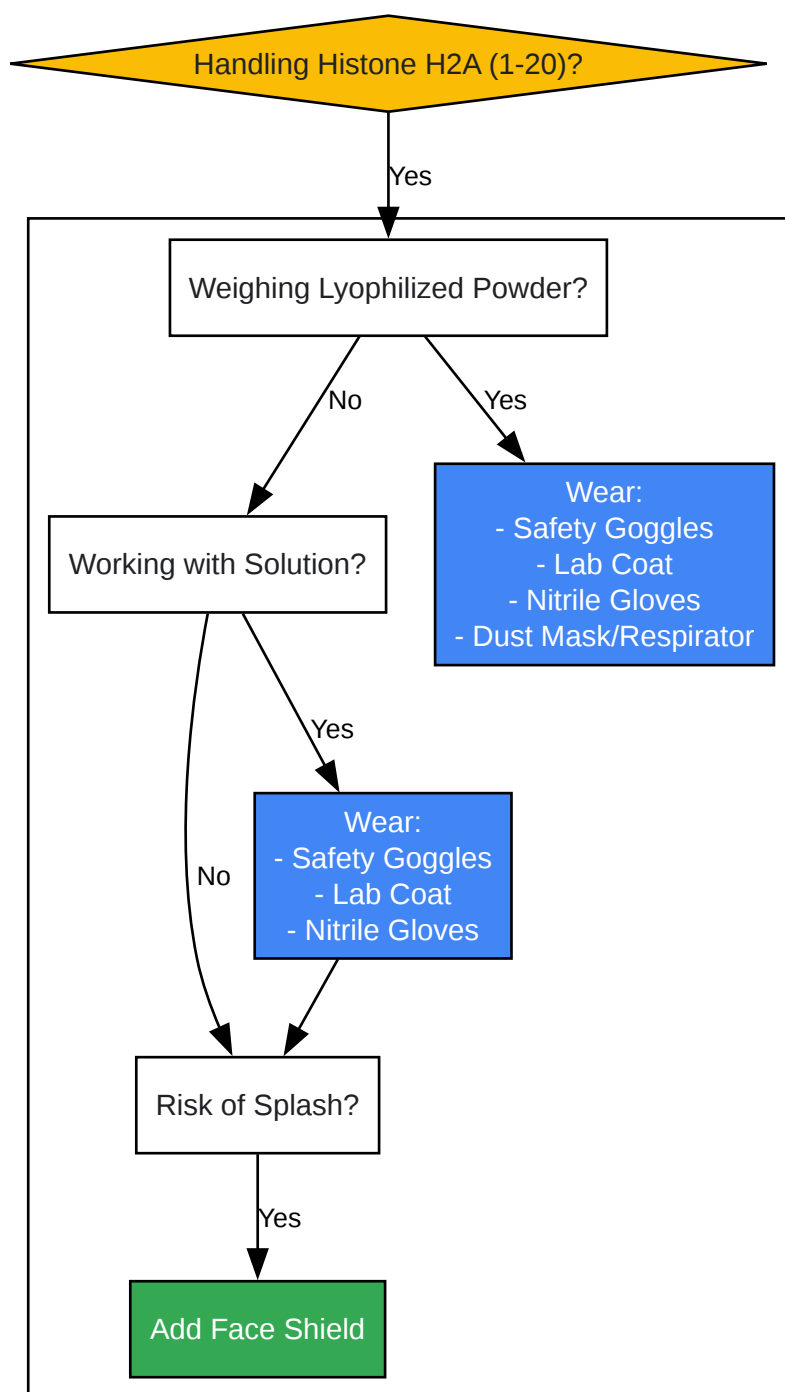 Handling Histone H2A (1-20)?
Yes
Weighing Lyophilized Powder?
No
Yes
Wear:
- Safety Goggles
- Lab Coat
- Nitrile Gloves
- Dust Mask/Respirator
Working with Solution?
Yes
No
Wear:
- Safety Goggles
- Lab Coat
- Nitrile Gloves
Risk of Splash?
Yes
Add Face Shield